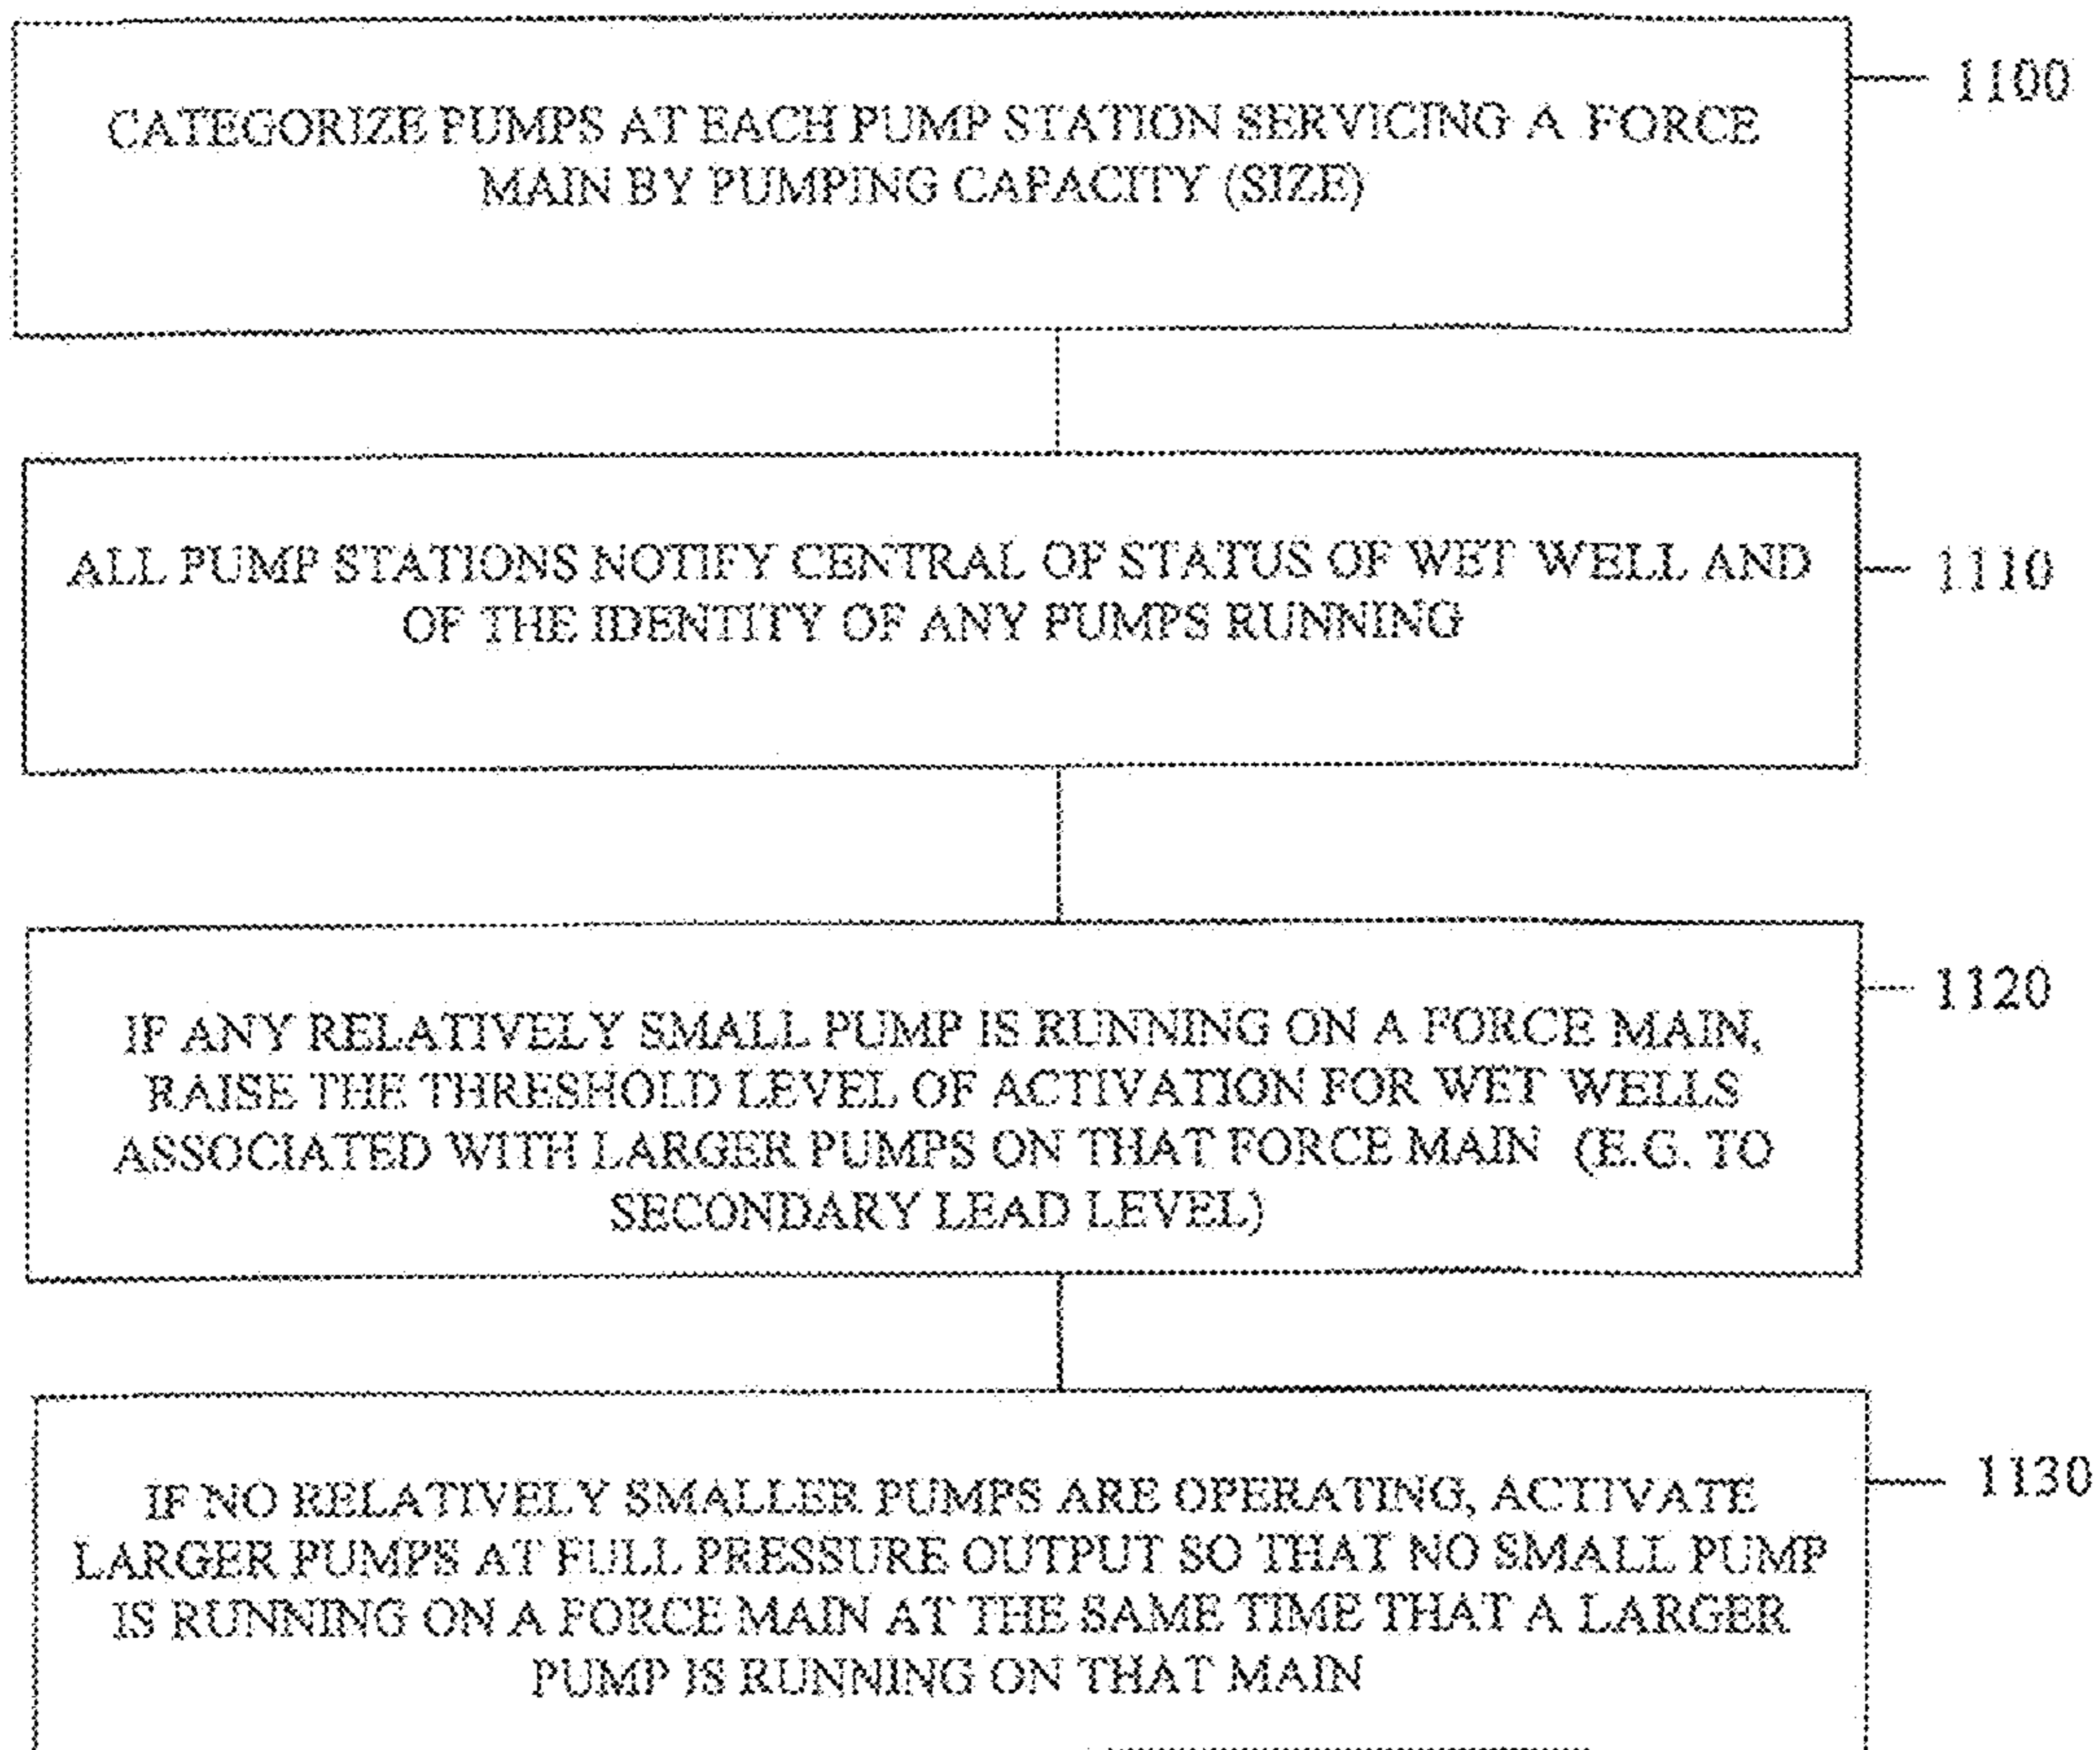 CATEGORIZE PUMPS AT EACH PUMP STATION SERVICING A FORCE
MAIN BY PUMPING CAPACITY (SIZE)
1100
ALL PUMP STATIONS NOTIFY CENTRAL OF STATUS OF WET WELL AND
OF THE IDENTITY OF ANY PUMPS RUNNING
1110
IF ANY RELATIVELY SMALL PUMP IS RUNNING ON A FORCE MAIN,
RAISE THE THRESHOLD LEVEL OF ACTIVATION FOR WET WELLS
ASSOCIATED WITH LARGER PUMPS ON THAT FORCE MAIN (E.G. TO
SECONDARY LEAD LEVEL)
1120
IF NO RELATIVELY SMALLER PUMPS ARE OPERATING, ACTIVATE
LARGER PUMPS AT FULL PRESSURE OUTPUT SO THAT NO SMALL PUMP
IS RUNNING ON A FORCE MAIN AT THE SAME TIME THAT A LARGER
PUMP IS RUNNING ON THAT MAIN
1130